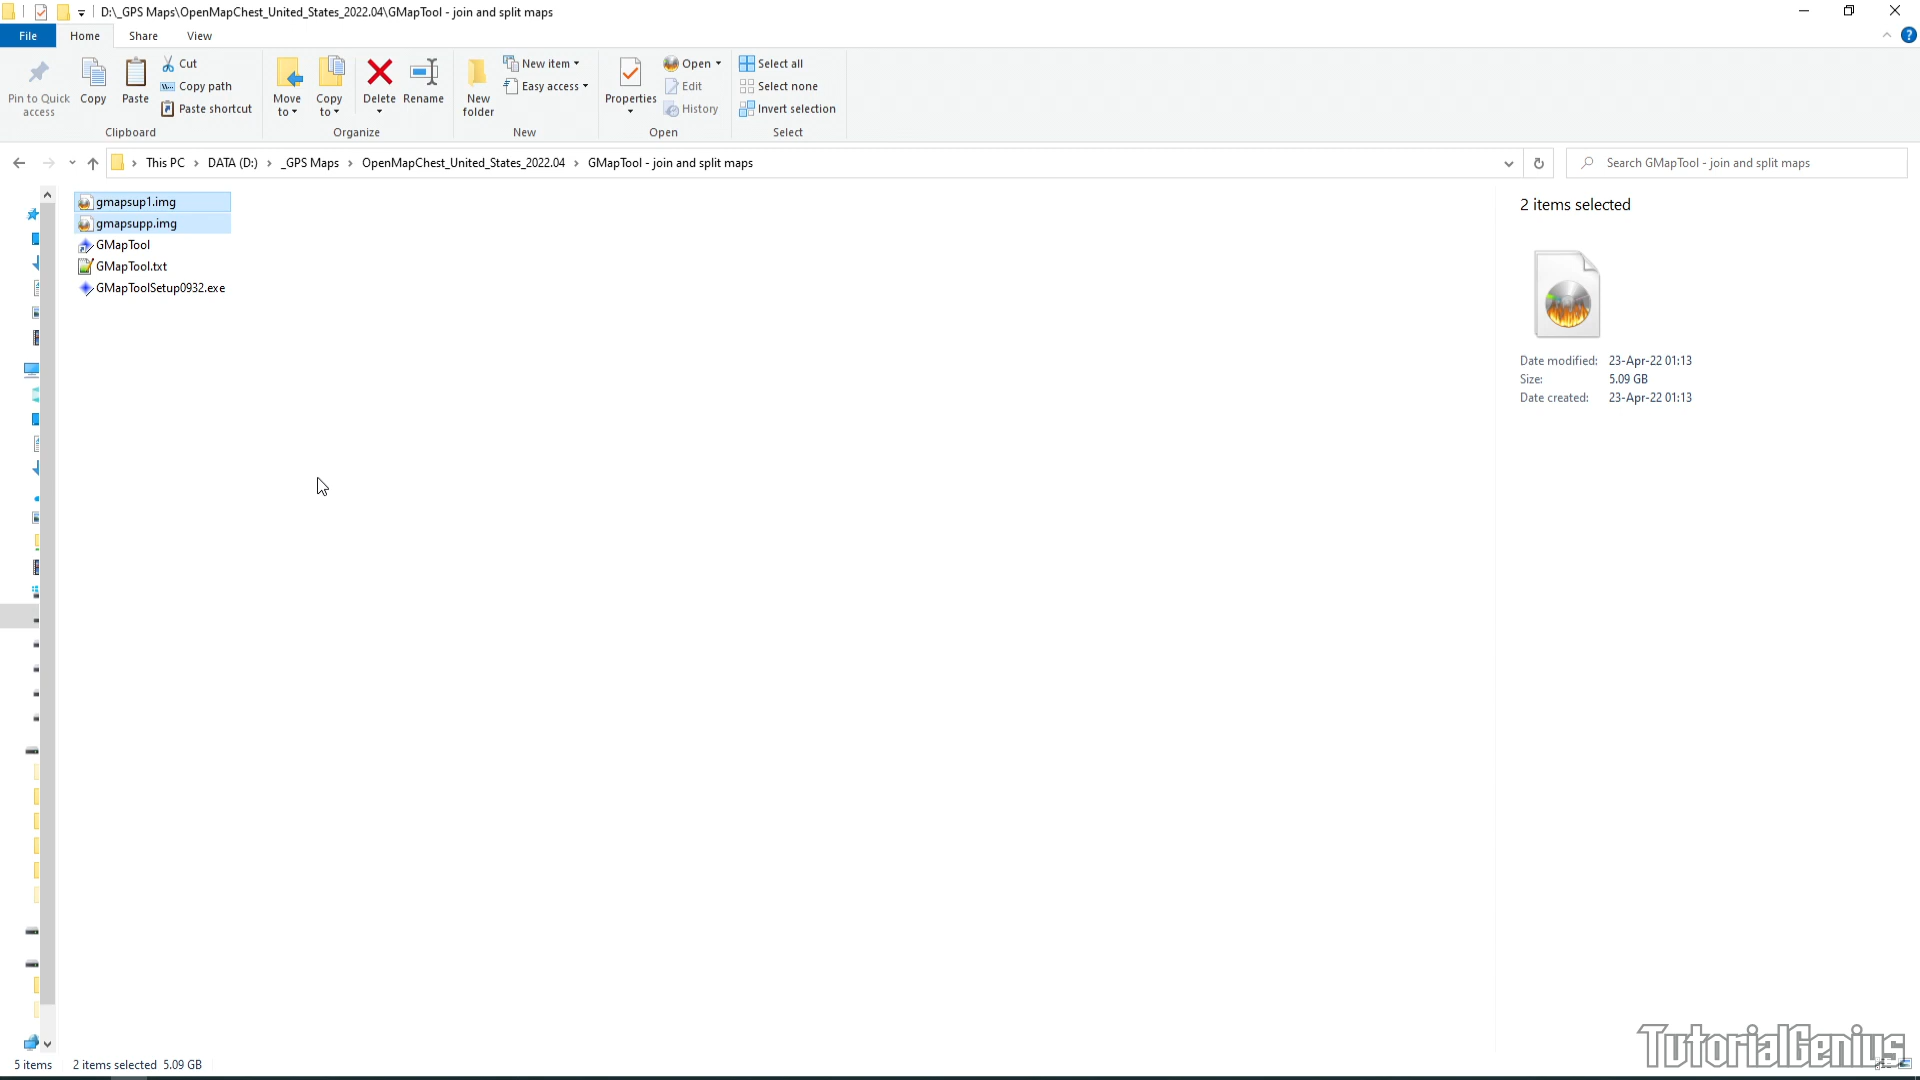 D:\_GPS Maps\OpenMapChest_United_States_2022.04\GMapTool - join and split maps
File Home Share View
Pin to Quick access
Copy
Paste
Cut
Copy path
Paste shortcut
Clipboard
Move to
Copy to
Delete
Rename
Organize
New folder
New item
Easy access
New
Properties
Open
Edit
History
Open
Select all
Select none
Invert selection
Select
This PC › DATA (D:) › _GPS Maps › OpenMapChest_United_States_2022.04 › GMapTool - join and split maps
Search GMapTool - join and split maps
gmapsup1.img
gmapsupp.img
GMapTool
GMapTool.txt
GMapToolSetup0932.exe
2 items selected
Date modified: 23-Apr-22 01:13
Size: 5.09 GB
Date created: 23-Apr-22 01:13
5 items 2 items selected 5.09 GB
TutorialGenius